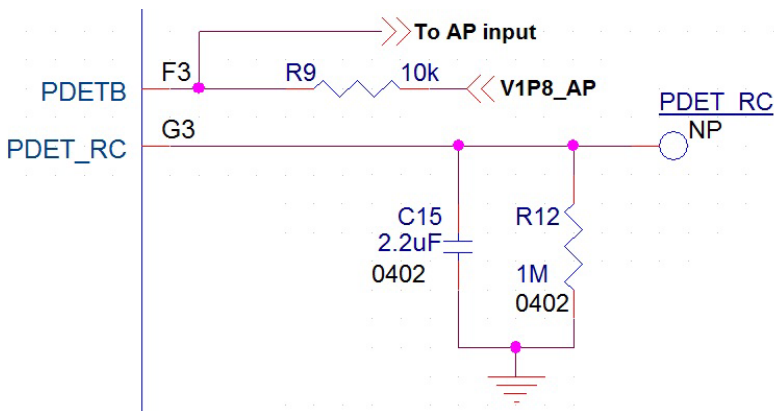 To AP input
F3
R9
10k
PDETB
V1P8_AP
PDET_RC
G3
NP
PDET_RC
C15
R12
2.2uF
0402
1M
0402